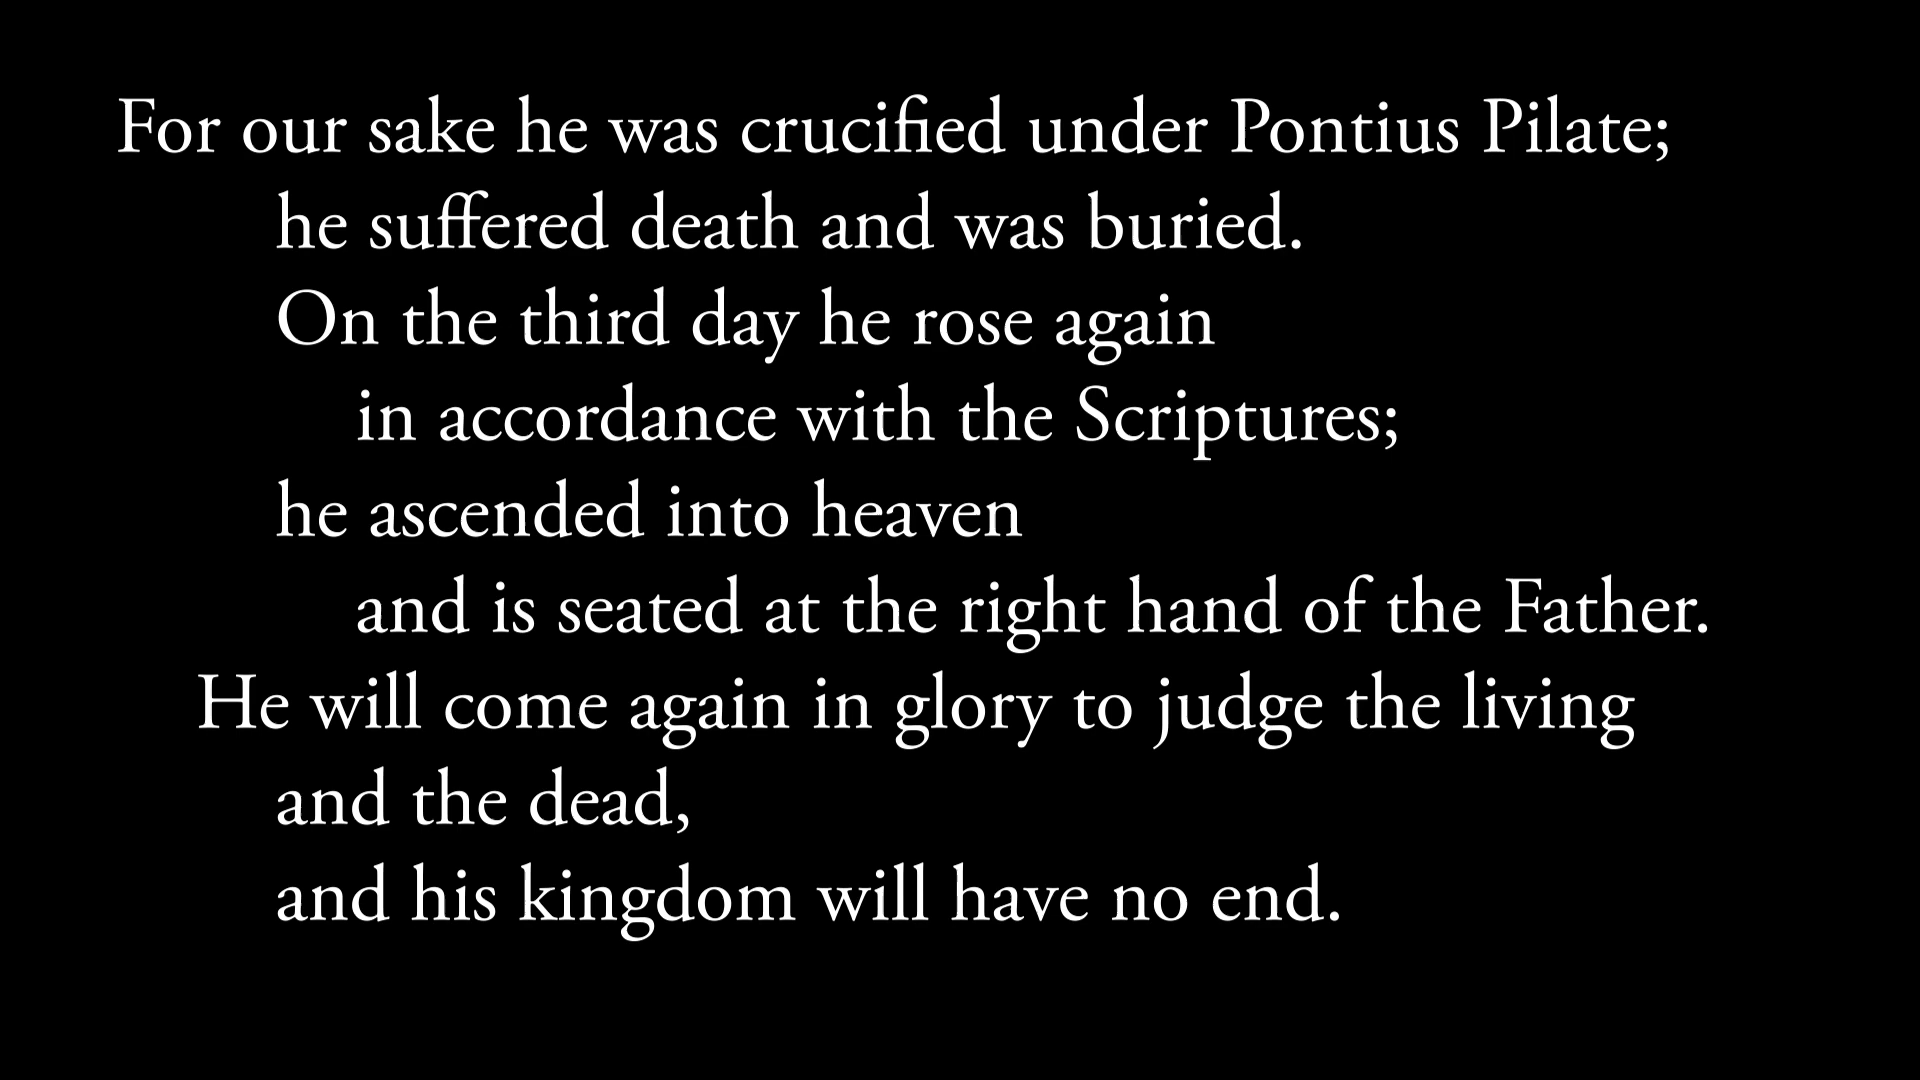 For our sake he was crucified under Pontius Pilate;
he suffered death and was buried.
On the third day he rose again
in accordance with the Scriptures;
he ascended into heaven
and is seated at the right hand of the Father.
He will come again in glory to judge the living
and the dead,
and his kingdom will have no end.